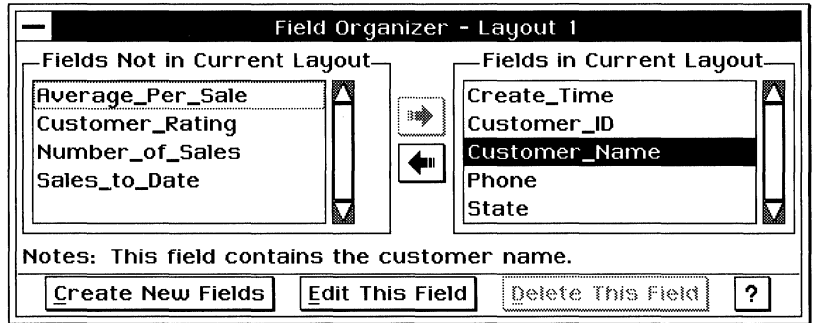 Field Organizer - Layout 1
Fields Not in Current Layout
Average_Per_Sale
Customer_Rating
Number_of_Sales
Sales_to_Date
Fields in Current Layout
Create_Time
Customer_ID
Customer_Name
Phone
State
Notes: This field contains the customer name.
Create New Fields
Edit This Field
Delete This Field
?